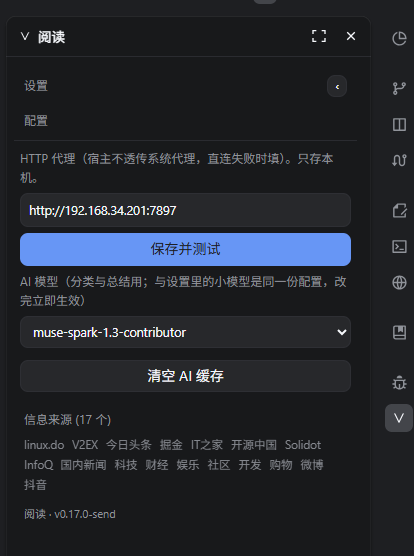 阅读
设置
配置
HTTP 代理（宿主不透传系统代理，直连失败时填）。只存本
机。
http://192.168.34.201:7897
保存并测试
AI 模型（分类与总结用；与设置里的小模型是同一份配置，改
完立即生效）
muse-spark-1.3-contributor
清空 AI 缓存
信息来源 (17 个)
linux.do V2EX 今日头条 掘金 IT之家 开源中国 Solidot
InfoQ 国内新闻 科技 财经 娱乐 社区 开发 购物 微博
抖音
阅读 · v0.17.0-send